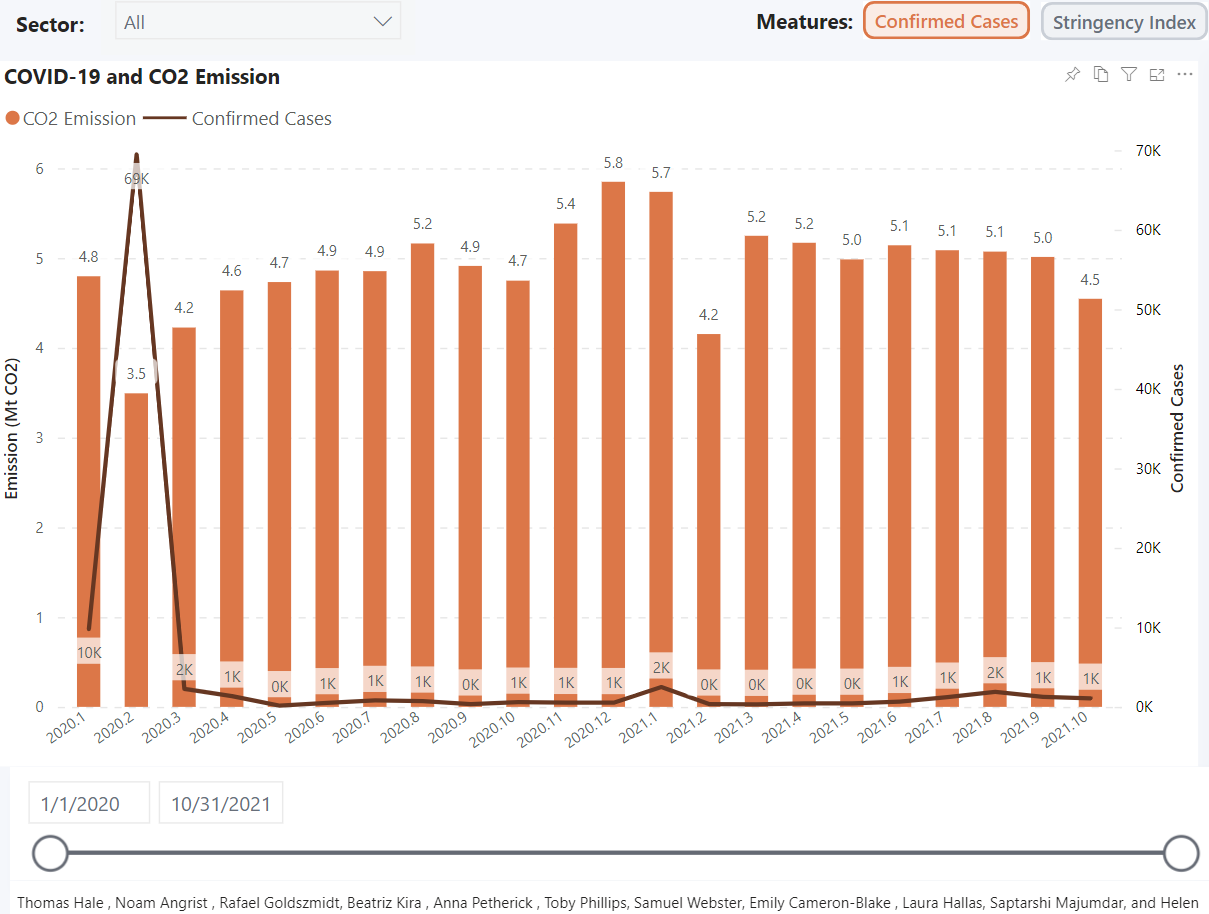 Sector: All Meatures: Confirmed Cases Stringency Index
COVID-19 and CO2 Emission
CO2 Emission Confirmed Cases
Emission (Mt CO2)
6
5
4
3
2
1
0
4.8 3.5 4.2 4.6 4.7 4.9 4.9 5.2 4.9 4.7 5.4 5.8 5.7 4.2 5.2 5.2 5.0 5.1 5.1 5.1 5.0 4.5
10K 69K 2K 1K 0K 1K 1K 1K 0K 1K 1K 1K 2K 0K 0K 0K 0K 1K 1K 2K 1K 1K
70K
60K
50K
40K
30K
20K
10K
0K
Confirmed Cases
2020.1 2020.2 2020.3 2020.4 2020.5 2020.6 2020.7 2020.8 2020.9 2020.10 2020.11 2020.12 2021.1 2021.2 2021.3 2021.4 2021.5 2021.6 2021.7 2021.8 2021.9 2021.10
1/1/2020 10/31/2021
Thomas Hale , Noam Angrist , Rafael Goldszmidt, Beatriz Kira , Anna Petherick , Toby Phillips, Samuel Webster, Emily Cameron-Blake , Laura Hallas, Saptarshi Majumdar, and Helen